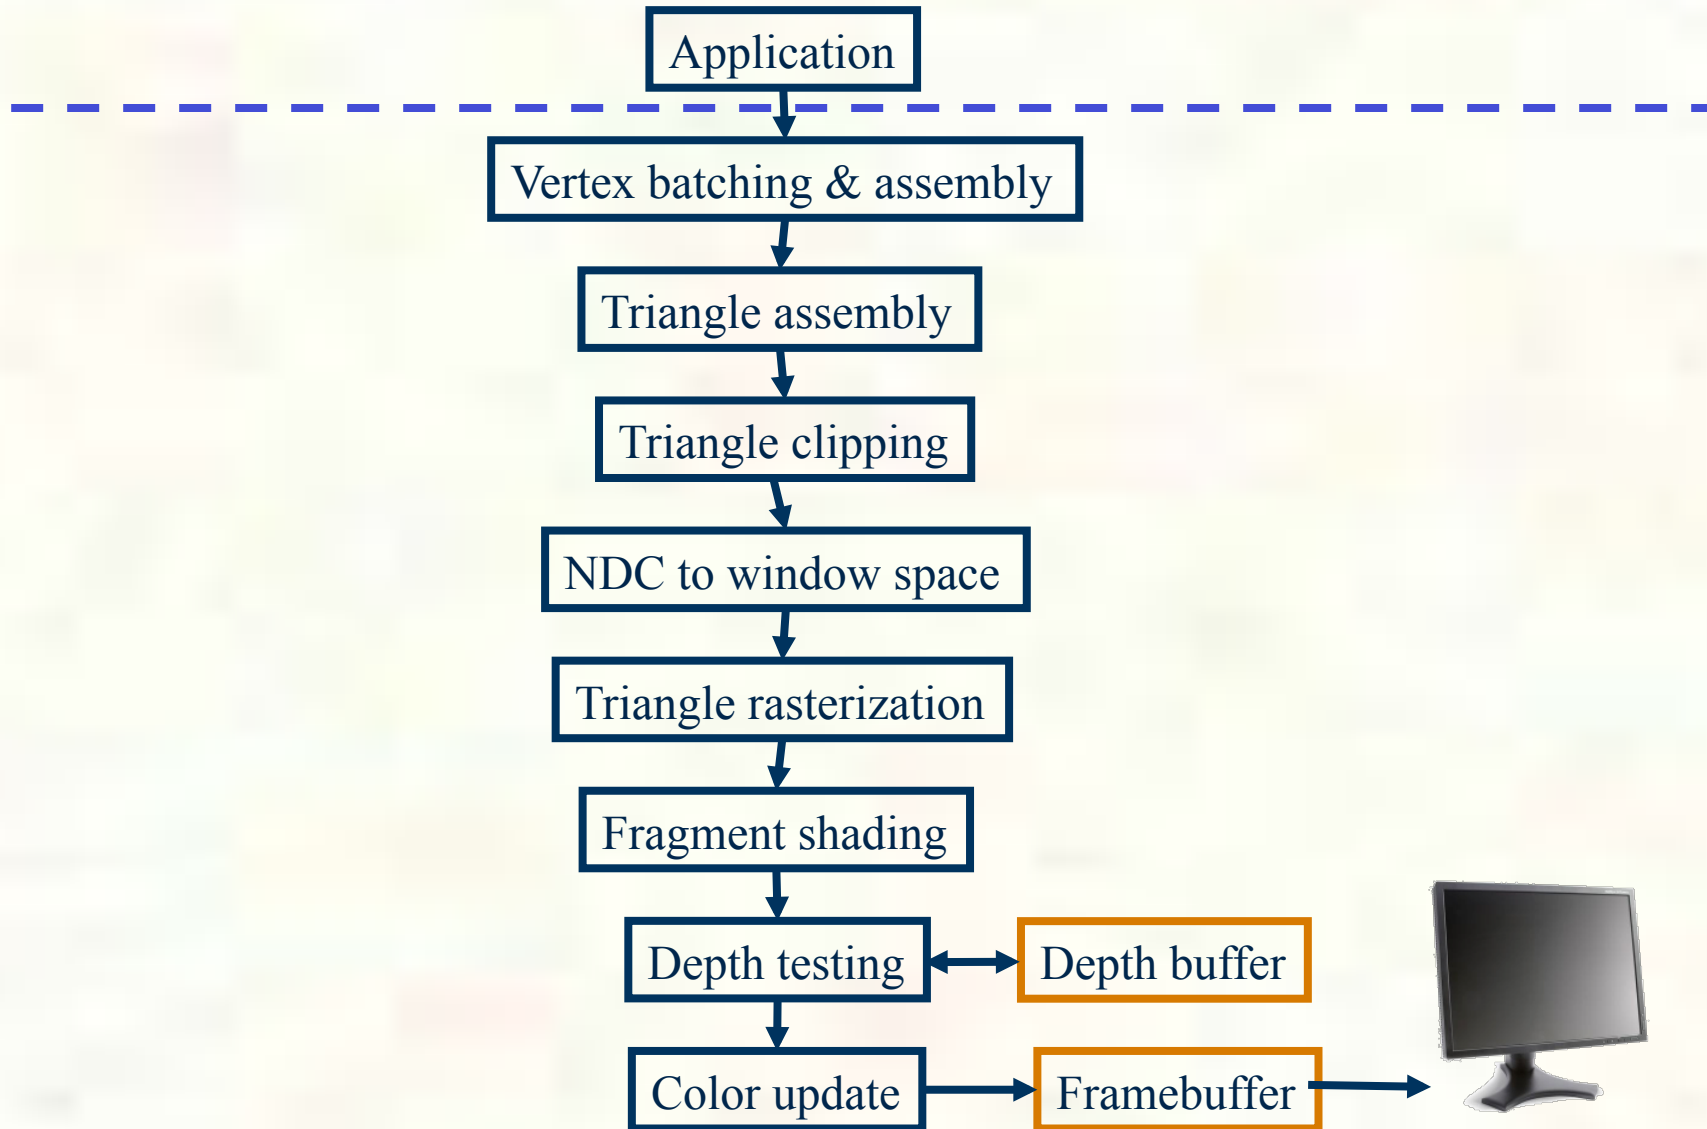 Application
Vertex batching & assembly
Triangle assembly
Triangle clipping
NDC to window space
Triangle rasterization
Fragment shading
Depth testing
Depth buffer
Color update
Framebuffer